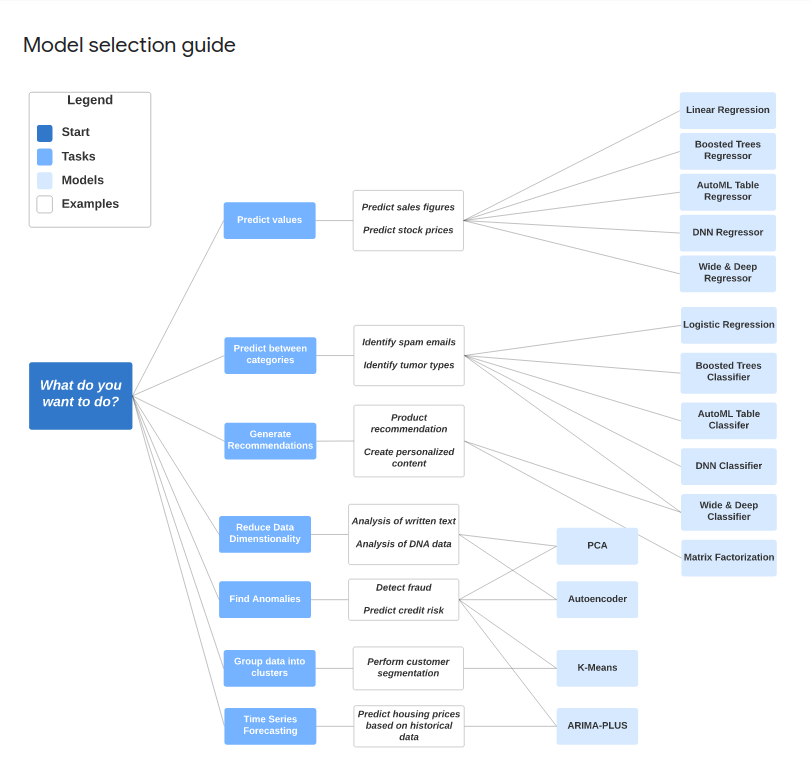 Model selection guide
Legend
Start
Tasks
Models
Examples
What do you
want to do?
Predict values
Predict sales figures
Predict stock prices
Linear Regression
Boosted Trees
Regressor
AutoML Table
Regressor
DNN Regressor
Wide & Deep
Regressor
Predict between
categories
Identify spam emails
Identify tumor types
Logistic Regression
Boosted Trees
Classifier
AutoML Table
Classifer
DNN Classifier
Wide & Deep
Classifier
Generate
Recommendations
Product
recommendation
Create personalized
content
Matrix Factorization
Reduce Data
Dimenstionality
Analysis of written text
Analysis of DNA data
PCA
Find Anomalies
Detect fraud
Predict credit risk
Autoencoder
Group data into
clusters
Perform customer
segmentation
K-Means
Time Series
Forecasting
Predict housing prices
based on historical
data
ARIMA-PLUS